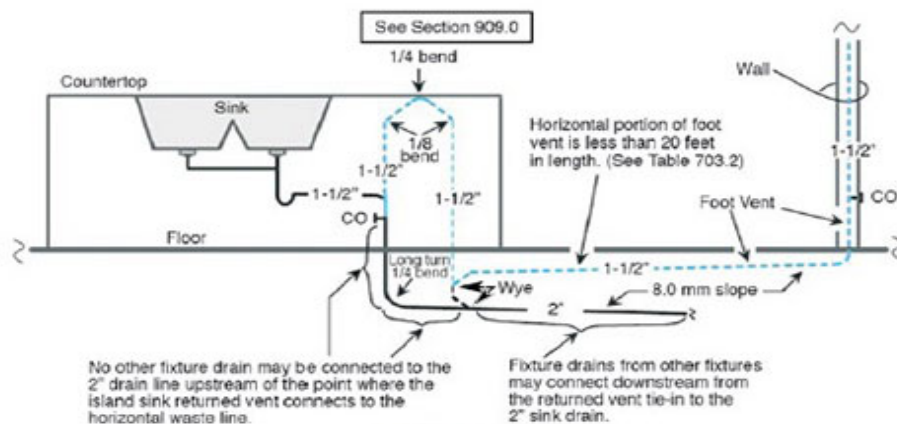 See Section 909.0
1/4 bend
Countertop
Sink
Wall
1/8
bend
Horizontal portion of foot
vent is less than 20 feet
in length. (See Table 703.2)
1-1/2"
1-1/2"
1-1/2"
1-1/2"
CO
CO
Foot Vent
Floor
Long turn
1/4 bend
Wye
1-1/2"
8.0 mm slope
2"
No other fixture drain may be connected to the
2" drain line upstream of the point where the
island sink returned vent connects to the
horizontal waste line.
Fixture drains from other fixtures
may connect downstream from
the returned vent tie-in to the
2" sink drain.